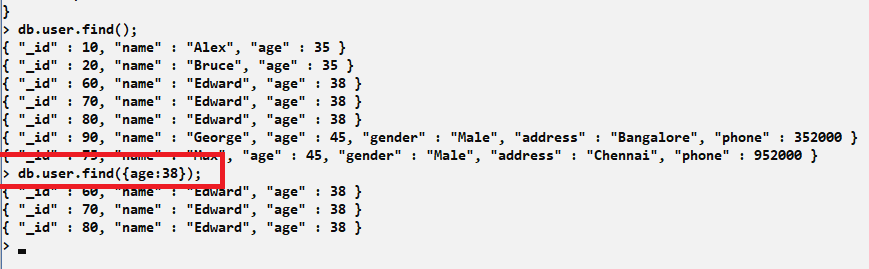 }
> db.user.find();
{ "_id" : 10, "name" : "Alex", "age" : 35 }
{ "_id" : 20, "name" : "Bruce", "age" : 35 }
{ "_id" : 60, "name" : "Edward", "age" : 38 }
{ "_id" : 70, "name" : "Edward", "age" : 38 }
{ "_id" : 80, "name" : "Edward", "age" : 38 }
{ "_id" : 90, "name" : "George", "age" : 45, "gender" : "Male", "address" : "Bangalore", "phone" : 352000 }
{ "_id" : 75, "name" : "Max", "age" : 45, "gender" : "Male", "address" : "Chennai", "phone" : 952000 }
> db.user.find({age:38});
{ "_id" : 60, "name" : "Edward", "age" : 38 }
{ "_id" : 70, "name" : "Edward", "age" : 38 }
{ "_id" : 80, "name" : "Edward", "age" : 38 }
>